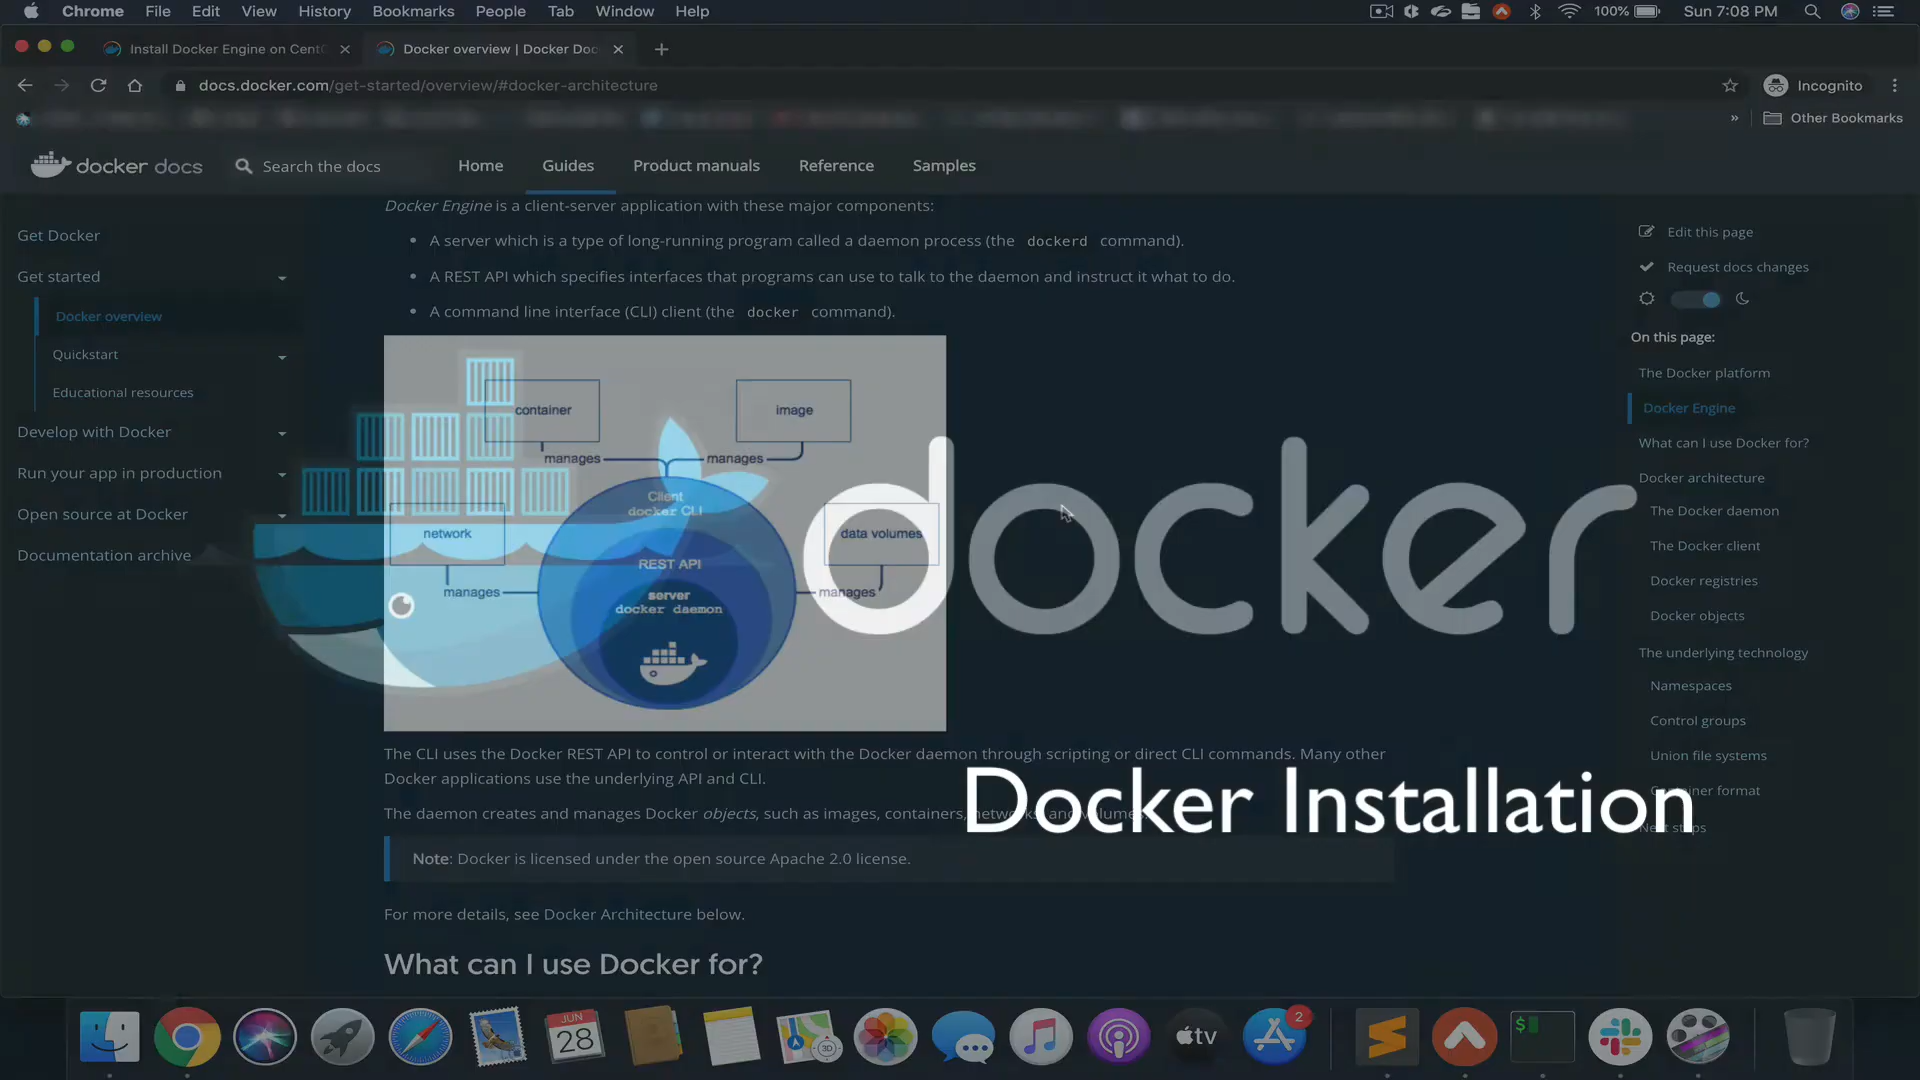 Chrome File Edit View History Bookmarks People Tab Window Help 100% Sun 7:08 PM
Install Docker Engine on Cent Docker overview | Docker Doc
docs.docker.com/get-started/overview/#docker-architecture Incognito
» Other Bookmarks
docker docs Search the docs Home Guides Product manuals Reference Samples
Docker Engine is a client-server application with these major components:
A server which is a type of long-running program called a daemon process (the dockerd command).
A REST API which specifies interfaces that programs can use to talk to the daemon and instruct it what to do.
A command line interface (CLI) client (the docker command).
Get Docker
Get started
Docker overview
Quickstart
Educational resources
Develop with Docker
Run your app in production
Open source at Docker
Documentation archive
container
image
manages
manages
Client
docker CLI
network
data volumes
REST API
manages
manages
server
docker daemon
docker
Docker Installation
The CLI uses the Docker REST API to control or interact with the Docker daemon through scripting or direct CLI commands. Many other
Docker applications use the underlying API and CLI.
The daemon creates and manages Docker objects, such as images, containers, networks, and volumes.
Note: Docker is licensed under the open source Apache 2.0 license.
For more details, see Docker Architecture below.
What can I use Docker for?
Edit this page
Request docs changes
On this page:
The Docker platform
Docker Engine
What can I use Docker for?
Docker architecture
The Docker daemon
The Docker client
Docker registries
Docker objects
The underlying technology
Namespaces
Control groups
Union file systems
Container format
Next steps
JUN
28
3D
tv
2
$